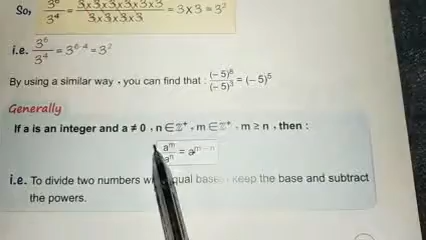 So, 3⁶/3⁴ = 3×3×3×3×3×3/3×3×3×3 = 3×3 = 3²
i.e. 3⁶/3⁴ = 3⁶⁻⁴ = 3²
By using a similar way , you can find that : (– 5)⁸/(– 5)³ = (– 5)⁵
Generally
If a is an integer and a ≠ 0 , n ∈ ℤ⁺ , m ∈ ℤ⁺ , m ≥ n , then :
aᵐ/aⁿ = aᵐ⁻ⁿ
i.e. To divide two numbers equal base , keep the base and subtract
the powers.